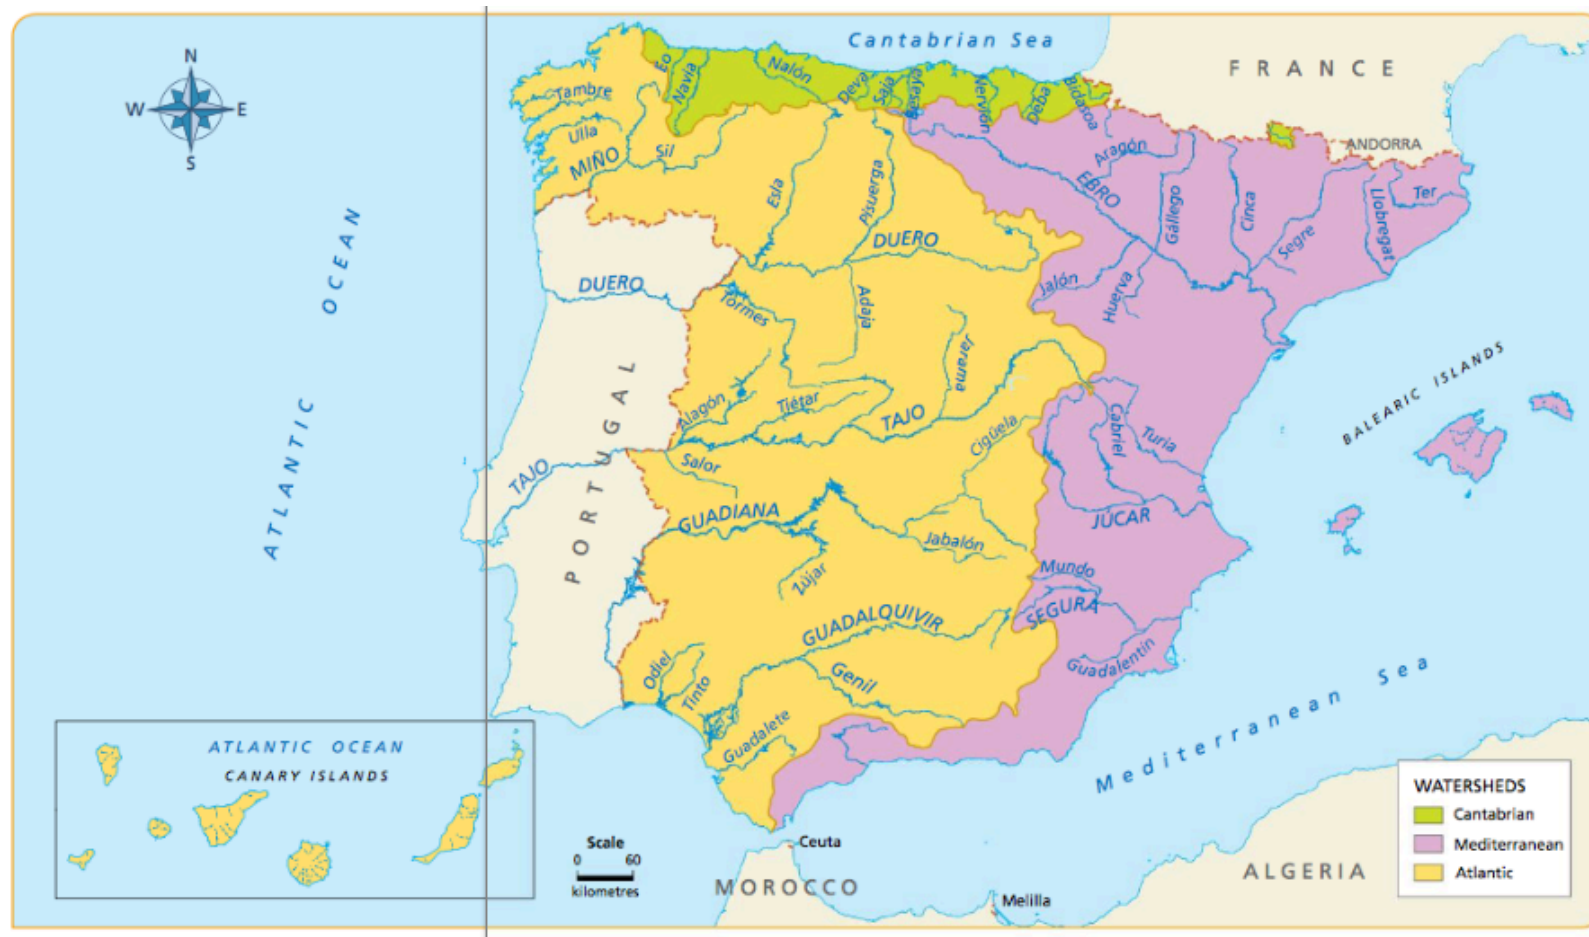 Cantabrian Sea
FRANCE
N
W E
S
Eo
Navia
Nalón
Deva
Saja
Besaya
Nervión
Deba
Bidasoa
Tambre
Ulla
MIÑO
Sil
Esla
Pisuerga
Aragón
EBRO
Gállego
Cinca
Segre
ANDORRA
Llobregat
Ter
ATLANTIC OCEAN
DUERO
DUERO
Tormes
Adaja
Jalón
Huerva
PORTUGAL
Jarama
BALEARIC ISLANDS
Alagón
Tiétar
TAJO
TAJO
Salor
Cigüela
Cabriel
Turia
GUADIANA
JÚCAR
Jabalón
Zújar
Mundo
SEGURA
GUADALQUIVIR
Guadalentín
Odiel
Tinto
Genil
Guadalete
Mediterranean Sea
ATLANTIC OCEAN
CANARY ISLANDS
Scale
0 60
kilometres
Ceuta
MOROCCO
Melilla
ALGERIA
WATERSHEDS
Cantabrian
Mediterranean
Atlantic